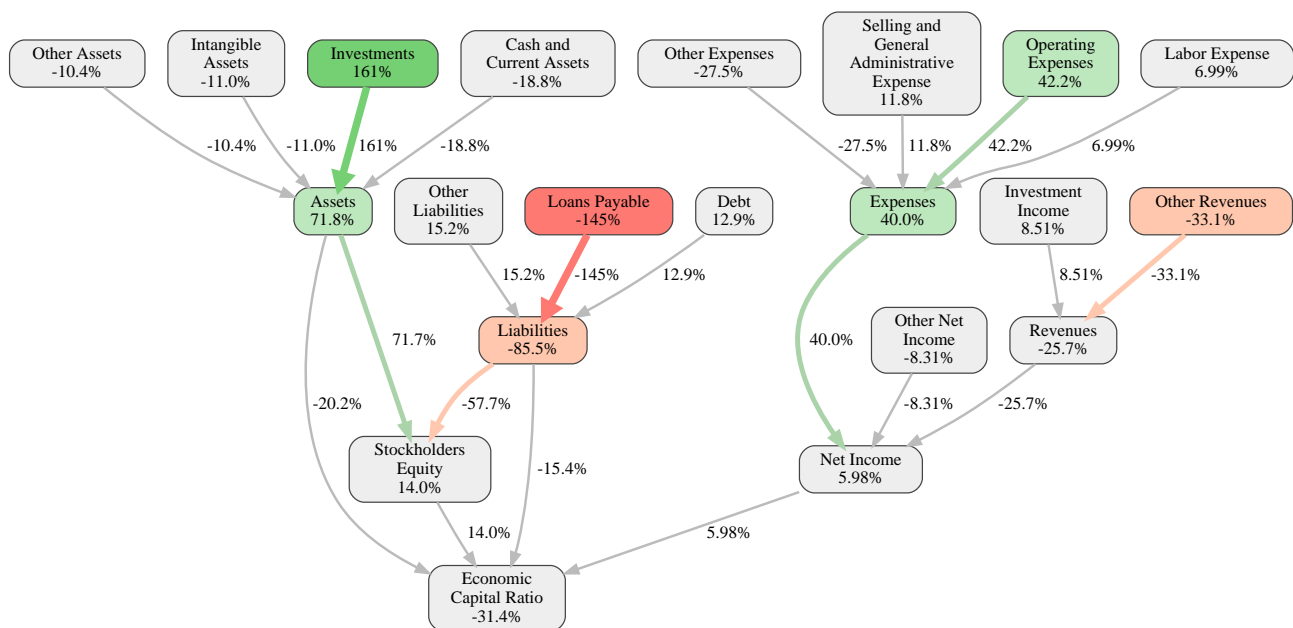 Other Assets
-10.4%
Intangible
Assets
-11.0%
Investments
161%
Cash and
Current Assets
-18.8%
Other Expenses
-27.5%
Selling and
General
Administrative
Expense
11.8%
Operating
Expenses
42.2%
Labor Expense
6.99%
-10.4%
-11.0%
161%
-18.8%
-27.5%
11.8%
42.2%
6.99%
Assets
71.8%
Other
Liabilities
15.2%
Loans Payable
-145%
Debt
12.9%
Expenses
40.0%
Investment
Income
8.51%
Other Revenues
-33.1%
15.2%
-145%
12.9%
8.51%
-33.1%
71.7%
Liabilities
-85.5%
40.0%
Other Net
Income
-8.31%
Revenues
-25.7%
-20.2%
-57.7%
-8.31%
-25.7%
Stockholders
Equity
14.0%
-15.4%
Net Income
5.98%
14.0%
5.98%
Economic
Capital Ratio
-31.4%